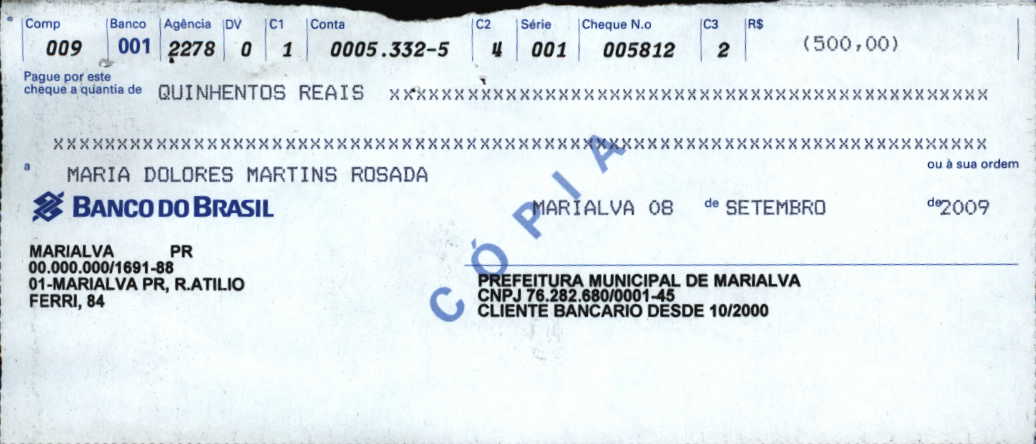 Comp Banco Agência DV C1 Conta C2 Série Cheque N.o C3 R$
009 001 2278 0 1 0005.332-5 4 001 005812 2 (500,00)
Pague por este
cheque a quantia de QUINHENTOS REAIS xxxxxxxxxxxxxxxxxxxxxxxxxxxxxxxxxxxxxxxxxxxxxxxxxxx
xxxxxxxxxxxxxxxxxxxxxxxxxxxxxxxxxxxxxxxxxxxxxxxxxxxxxxxxxxxxxxxxxxxxxxxxxxxxxxx
a MARIA DOLORES MARTINS ROSADA ou à sua ordem
BANCO DO BRASIL MARIALVA 08 de SETEMBRO de 2009
CÓPIA
MARIALVA PR
00.000.000/1691-88
01-MARIALVA PR, R.ATILIO
FERRI, 84
PREFEITURA MUNICIPAL DE MARIALVA
CNPJ 76.282.680/0001-45
CLIENTE BANCARIO DESDE 10/2000